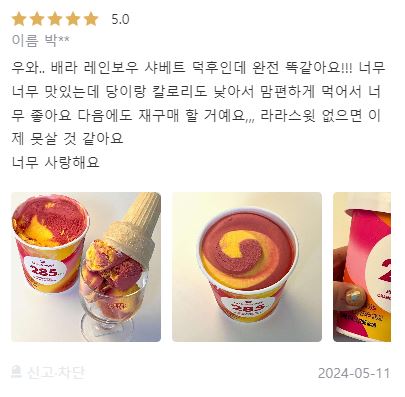 5.0
이름 박**
우와.. 배라 레인보우 샤베트 덕후인데 완전 똑같아요!!! 너무
너무 맛있는데 당이랑 칼로리도 낮아서 맘편하게 먹어서 너
무 좋아요 다음에도 재구매 할 거예요,,, 라라스윗 없으면 이
제 못살 것 같아요
너무 사랑해요
285
285
2
신고·차단
2024-05-11